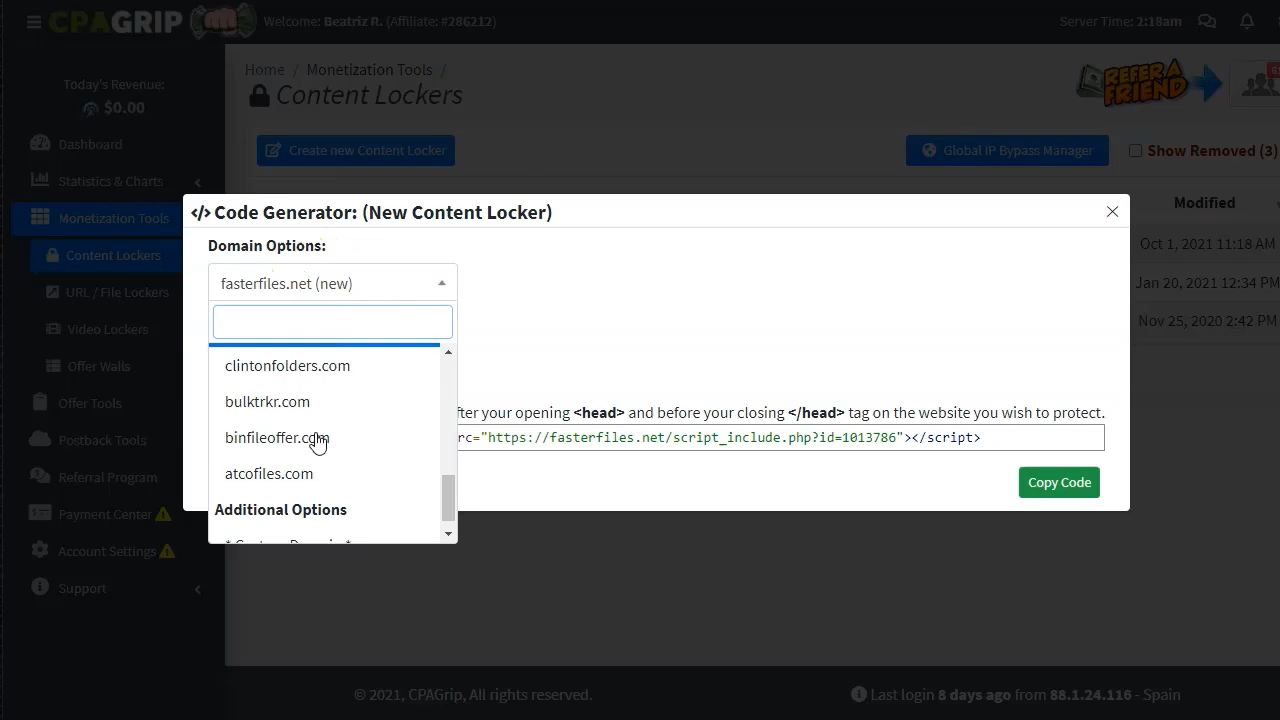 CPAGRIP
Welcome: Beatriz R. (Affiliate: #286212)
Server Time: 2:18am
Today's Revenue:
$0.00
Dashboard
Statistics & Charts
Monetization Tools
Content Lockers
URL / File Lockers
Video Lockers
Offer Walls
Offer Tools
Postback Tools
Referral Program
Payment Center
Account Settings
Support
Home / Monetization Tools /
Content Lockers
REFER A FRIEND
Create new Content Locker
Global IP Bypass Manager
Show Removed (3)
Modified
Oct 1, 2021 11:18 AM
Jan 20, 2021 12:34 PM
Nov 25, 2020 2:42 PM
</> Code Generator: (New Content Locker)
Domain Options:
fasterfiles.net (new)
clintonfolders.com
bulktrkr.com
binfileoffer.com
atcofiles.com
Additional Options
fter your opening <head> and before your closing </head> tag on the website you wish to protect.
rc="https://fasterfiles.net/script_include.php?id=1013786"></script>
Copy Code
© 2021, CPAGrip, All rights reserved.
Last login 8 days ago from 88.1.24.116 - Spain